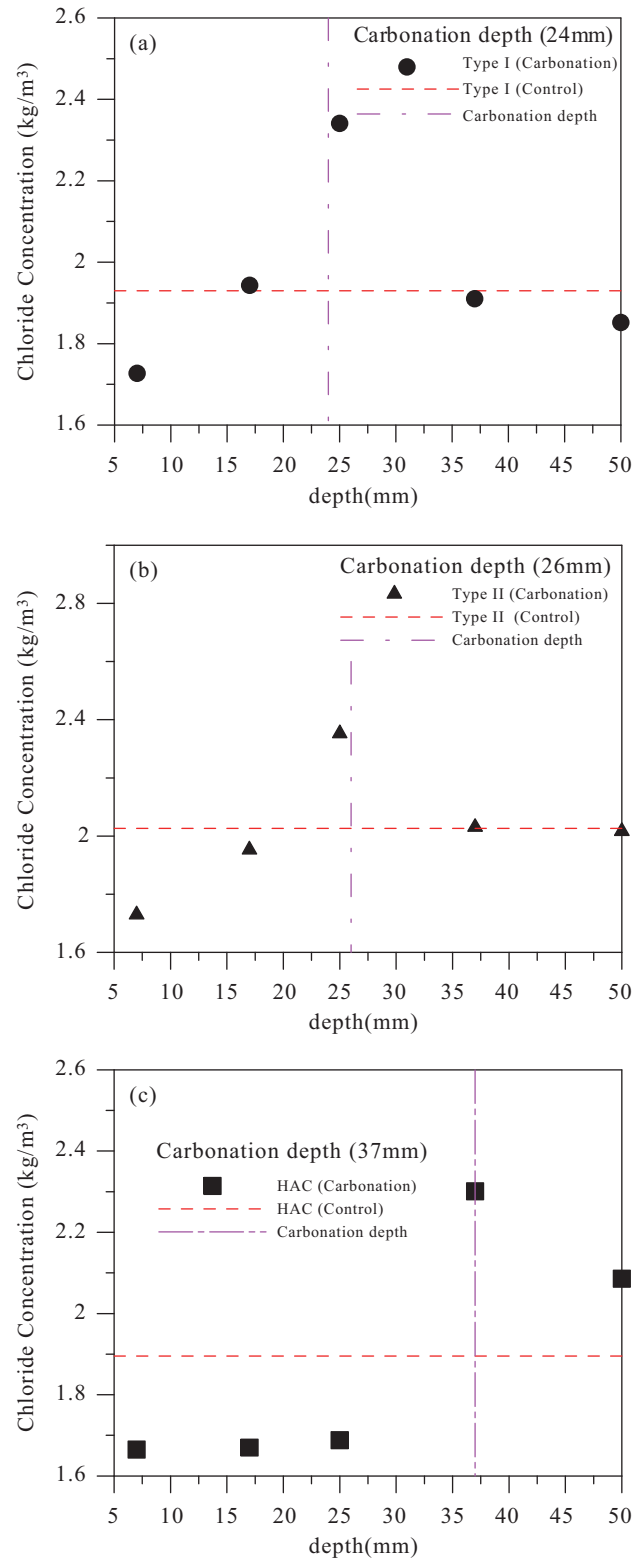 (a)
Carbonation depth (24mm)
Type I (Carbonation)
Type I (Control)
Carbonation depth
Chloride Concentration (kg/m³)
2.6
2.4
2.2
2
1.8
1.6
5 10 15 20 25 30 35 40 45 50
depth(mm)
(b)
Carbonation depth (26mm)
Type II (Carbonation)
Type II (Control)
Carbonation depth
Chloride Concentration (kg/m³)
2.8
2.4
2
1.6
5 10 15 20 25 30 35 40 45 50
depth(mm)
(c)
Carbonation depth (37mm)
HAC (Carbonation)
HAC (Control)
Carbonation depth
Chloride Concentration (kg/m³)
2.6
2.4
2.2
2
1.8
1.6
5 10 15 20 25 30 35 40 45 50
depth(mm)